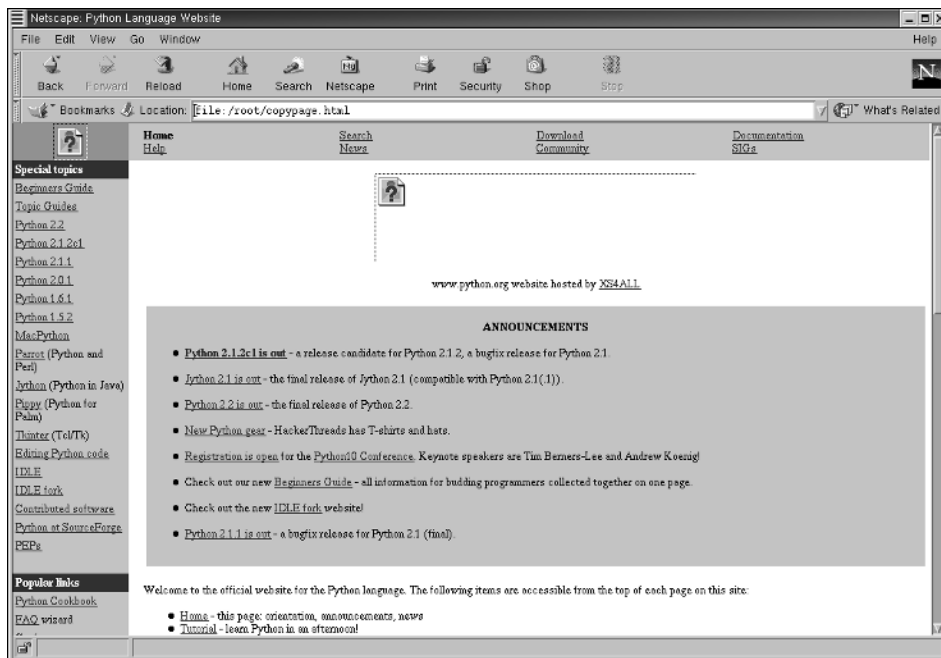 Netscape: Python Language Website
File Edit View Go Window Help
Back Forward Reload Home Search Netscape Print Security Shop Stop
Bookmarks Location: file:/root/copypage.html What's Related
Home Search Download Documentation
Help News Community SIGs
Special topics
Beginners Guide
Topic Guides
Python 2.2
Python 2.1.2c1
Python 2.1.1
Python 2.0.1
Python 1.6.1
Python 1.5.2
MacPython
Parrot (Python and
Perl)
Jython (Python in Java)
Pippy (Python for
Palm)
Tkinter (Tcl/Tk)
Editing Python code
IDLE
IDLE fork
Contributed software
Python at SourceForge
PEPs
Popular links
Python Cookbook
FAQ wizard
www.python.org website hosted by XS4ALL
ANNOUNCEMENTS
Python 2.1.2c1 is out - a release candidate for Python 2.1.2, a bugfix release for Python 2.1.
Jython 2.1 is out - the final release of Jython 2.1 (compatible with Python 2.1(.1)).
Python 2.2 is out - the final release of Python 2.2.
New Python gear - HackerThreads has T-shirts and hats.
Registration is open for the Python10 Conference. Keynote speakers are Tim Berners-Lee and Andrew Koenig!
Check out our new Beginners Guide - all information for budding programmers collected together on one page.
Check out the new IDLE fork website!
Python 2.1.1 is out - a bugfix release for Python 2.1 (final).
Welcome to the official website for the Python language. The following items are accessible from the top of each page on this site:
Home - this page: orientation, announcements, news
Tutorial - learn Python in an afternoon!